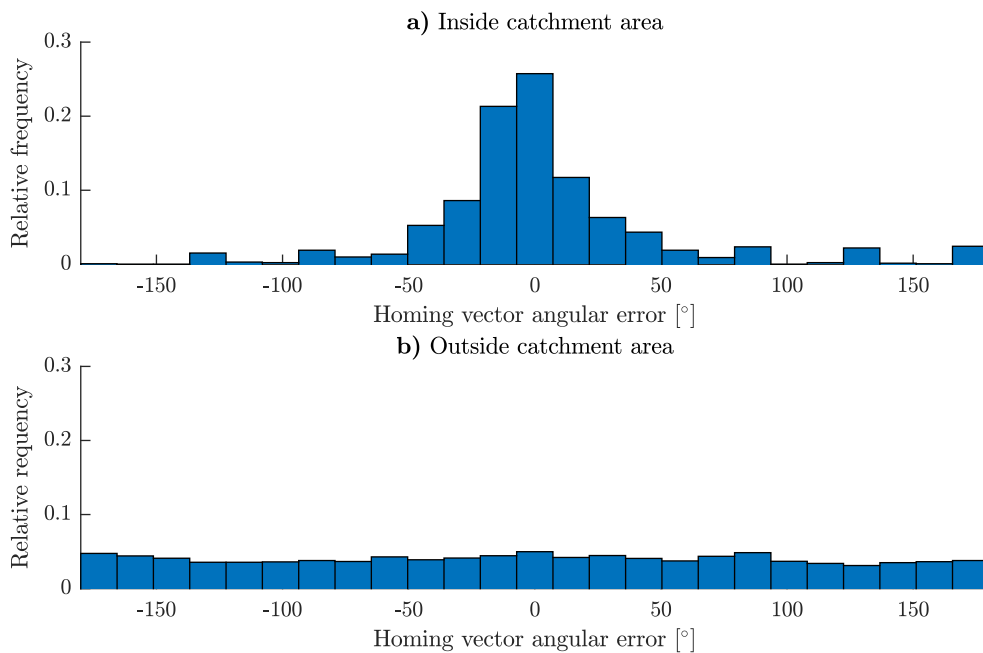 a) Inside catchment area
0.3
0.2
0.1
0
Relative frequency
-150 -100 -50 0 50 100 150
Homing vector angular error [°]
b) Outside catchment area
0.3
0.2
0.1
0
Relative requency
-150 -100 -50 0 50 100 150
Homing vector angular error [°]